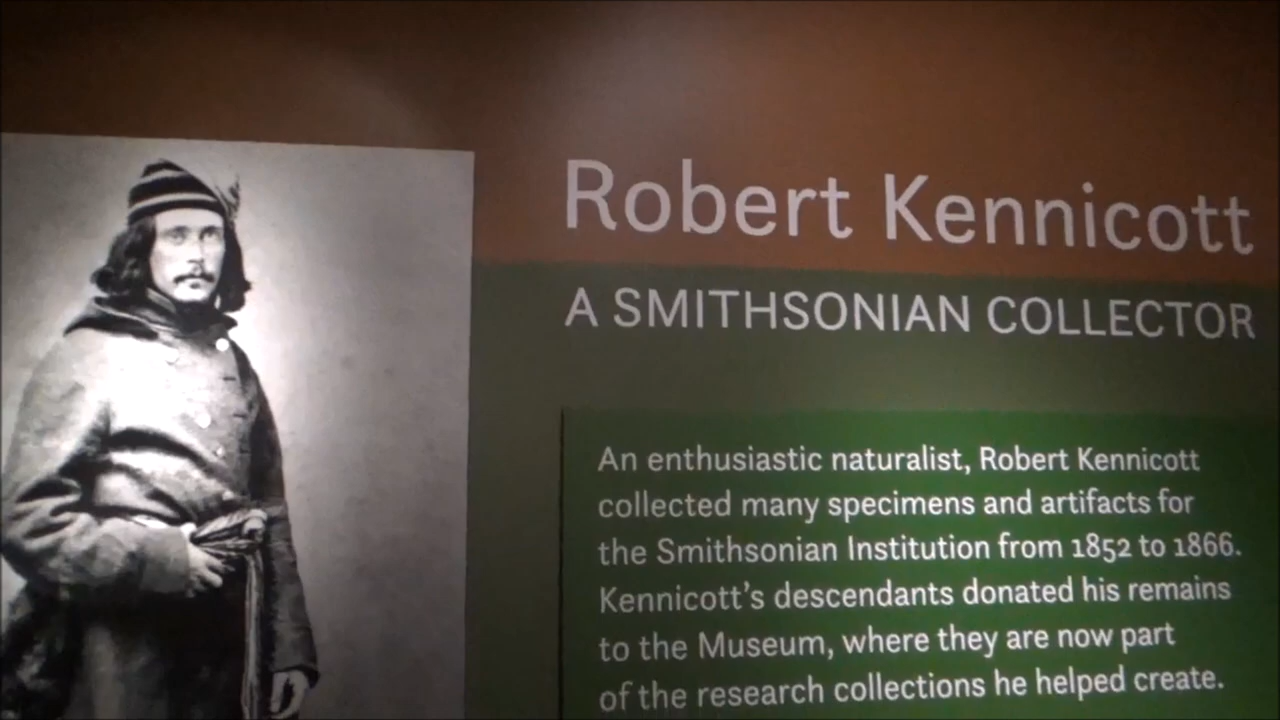 Robert Kennicott
A SMITHSONIAN COLLECTOR
An enthusiastic naturalist, Robert Kennicott
collected many specimens and artifacts for
the Smithsonian Institution from 1852 to 1866.
Kennicott's descendants donated his remains
to the Museum, where they are now part
of the research collections he helped create.